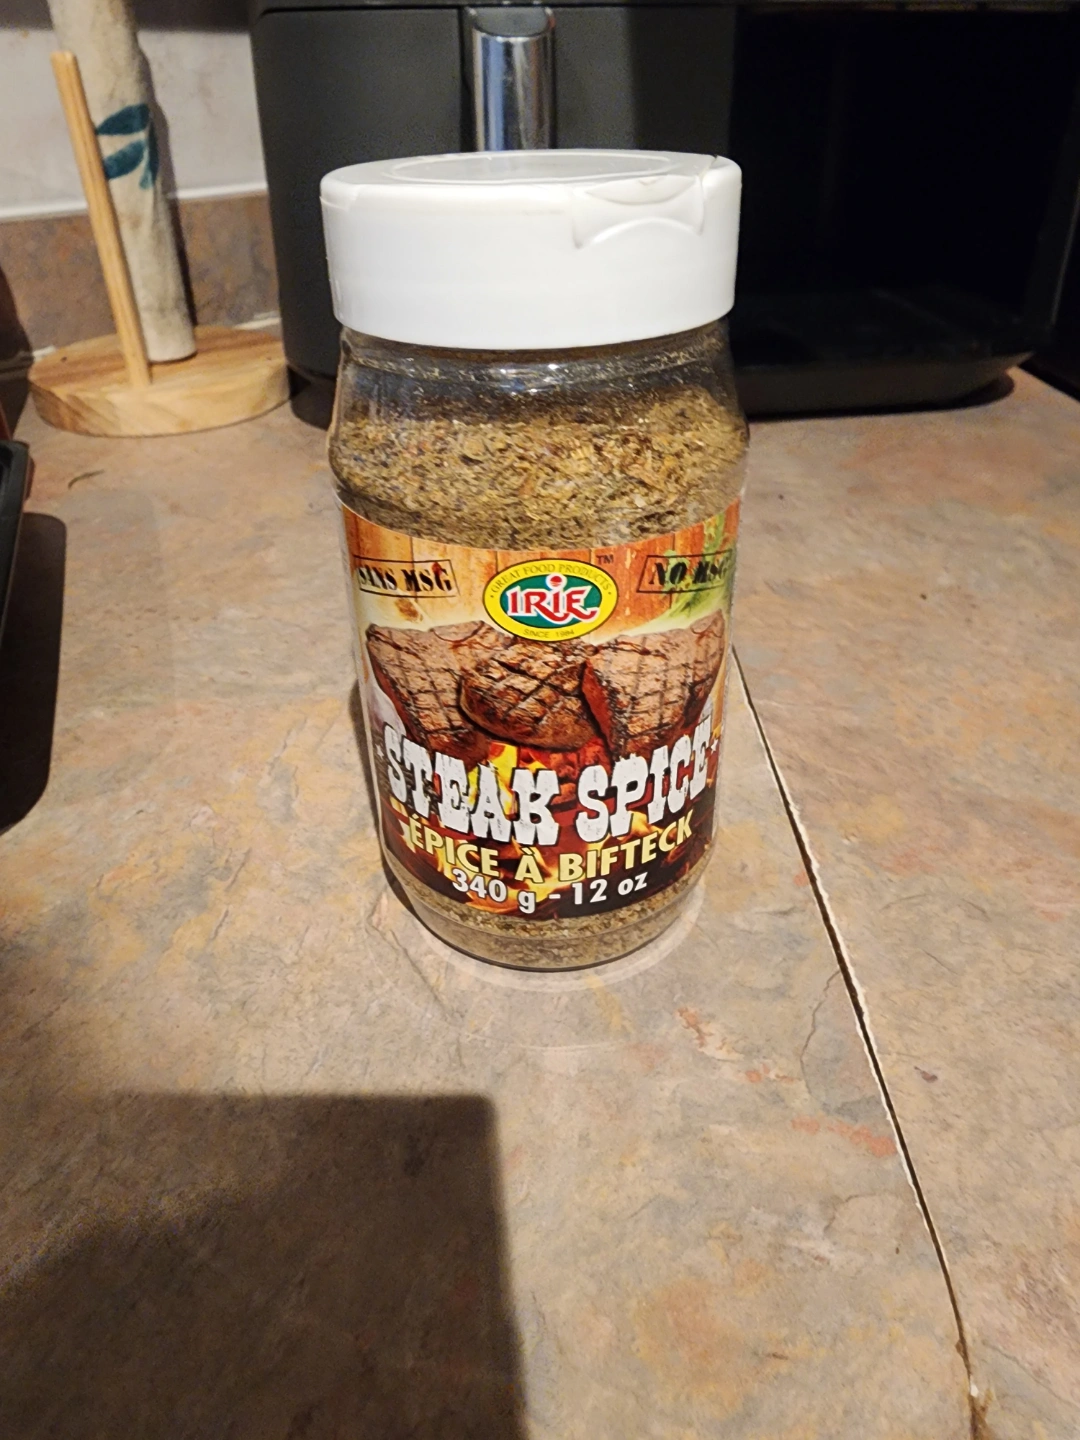 SANS MSG
GREAT FOOD PRODUCTS
TM
IRIE
SINCE 1984
NO MSG
STEAK SPICE
ÉPICE À BIFTECK
340 g - 12 oz